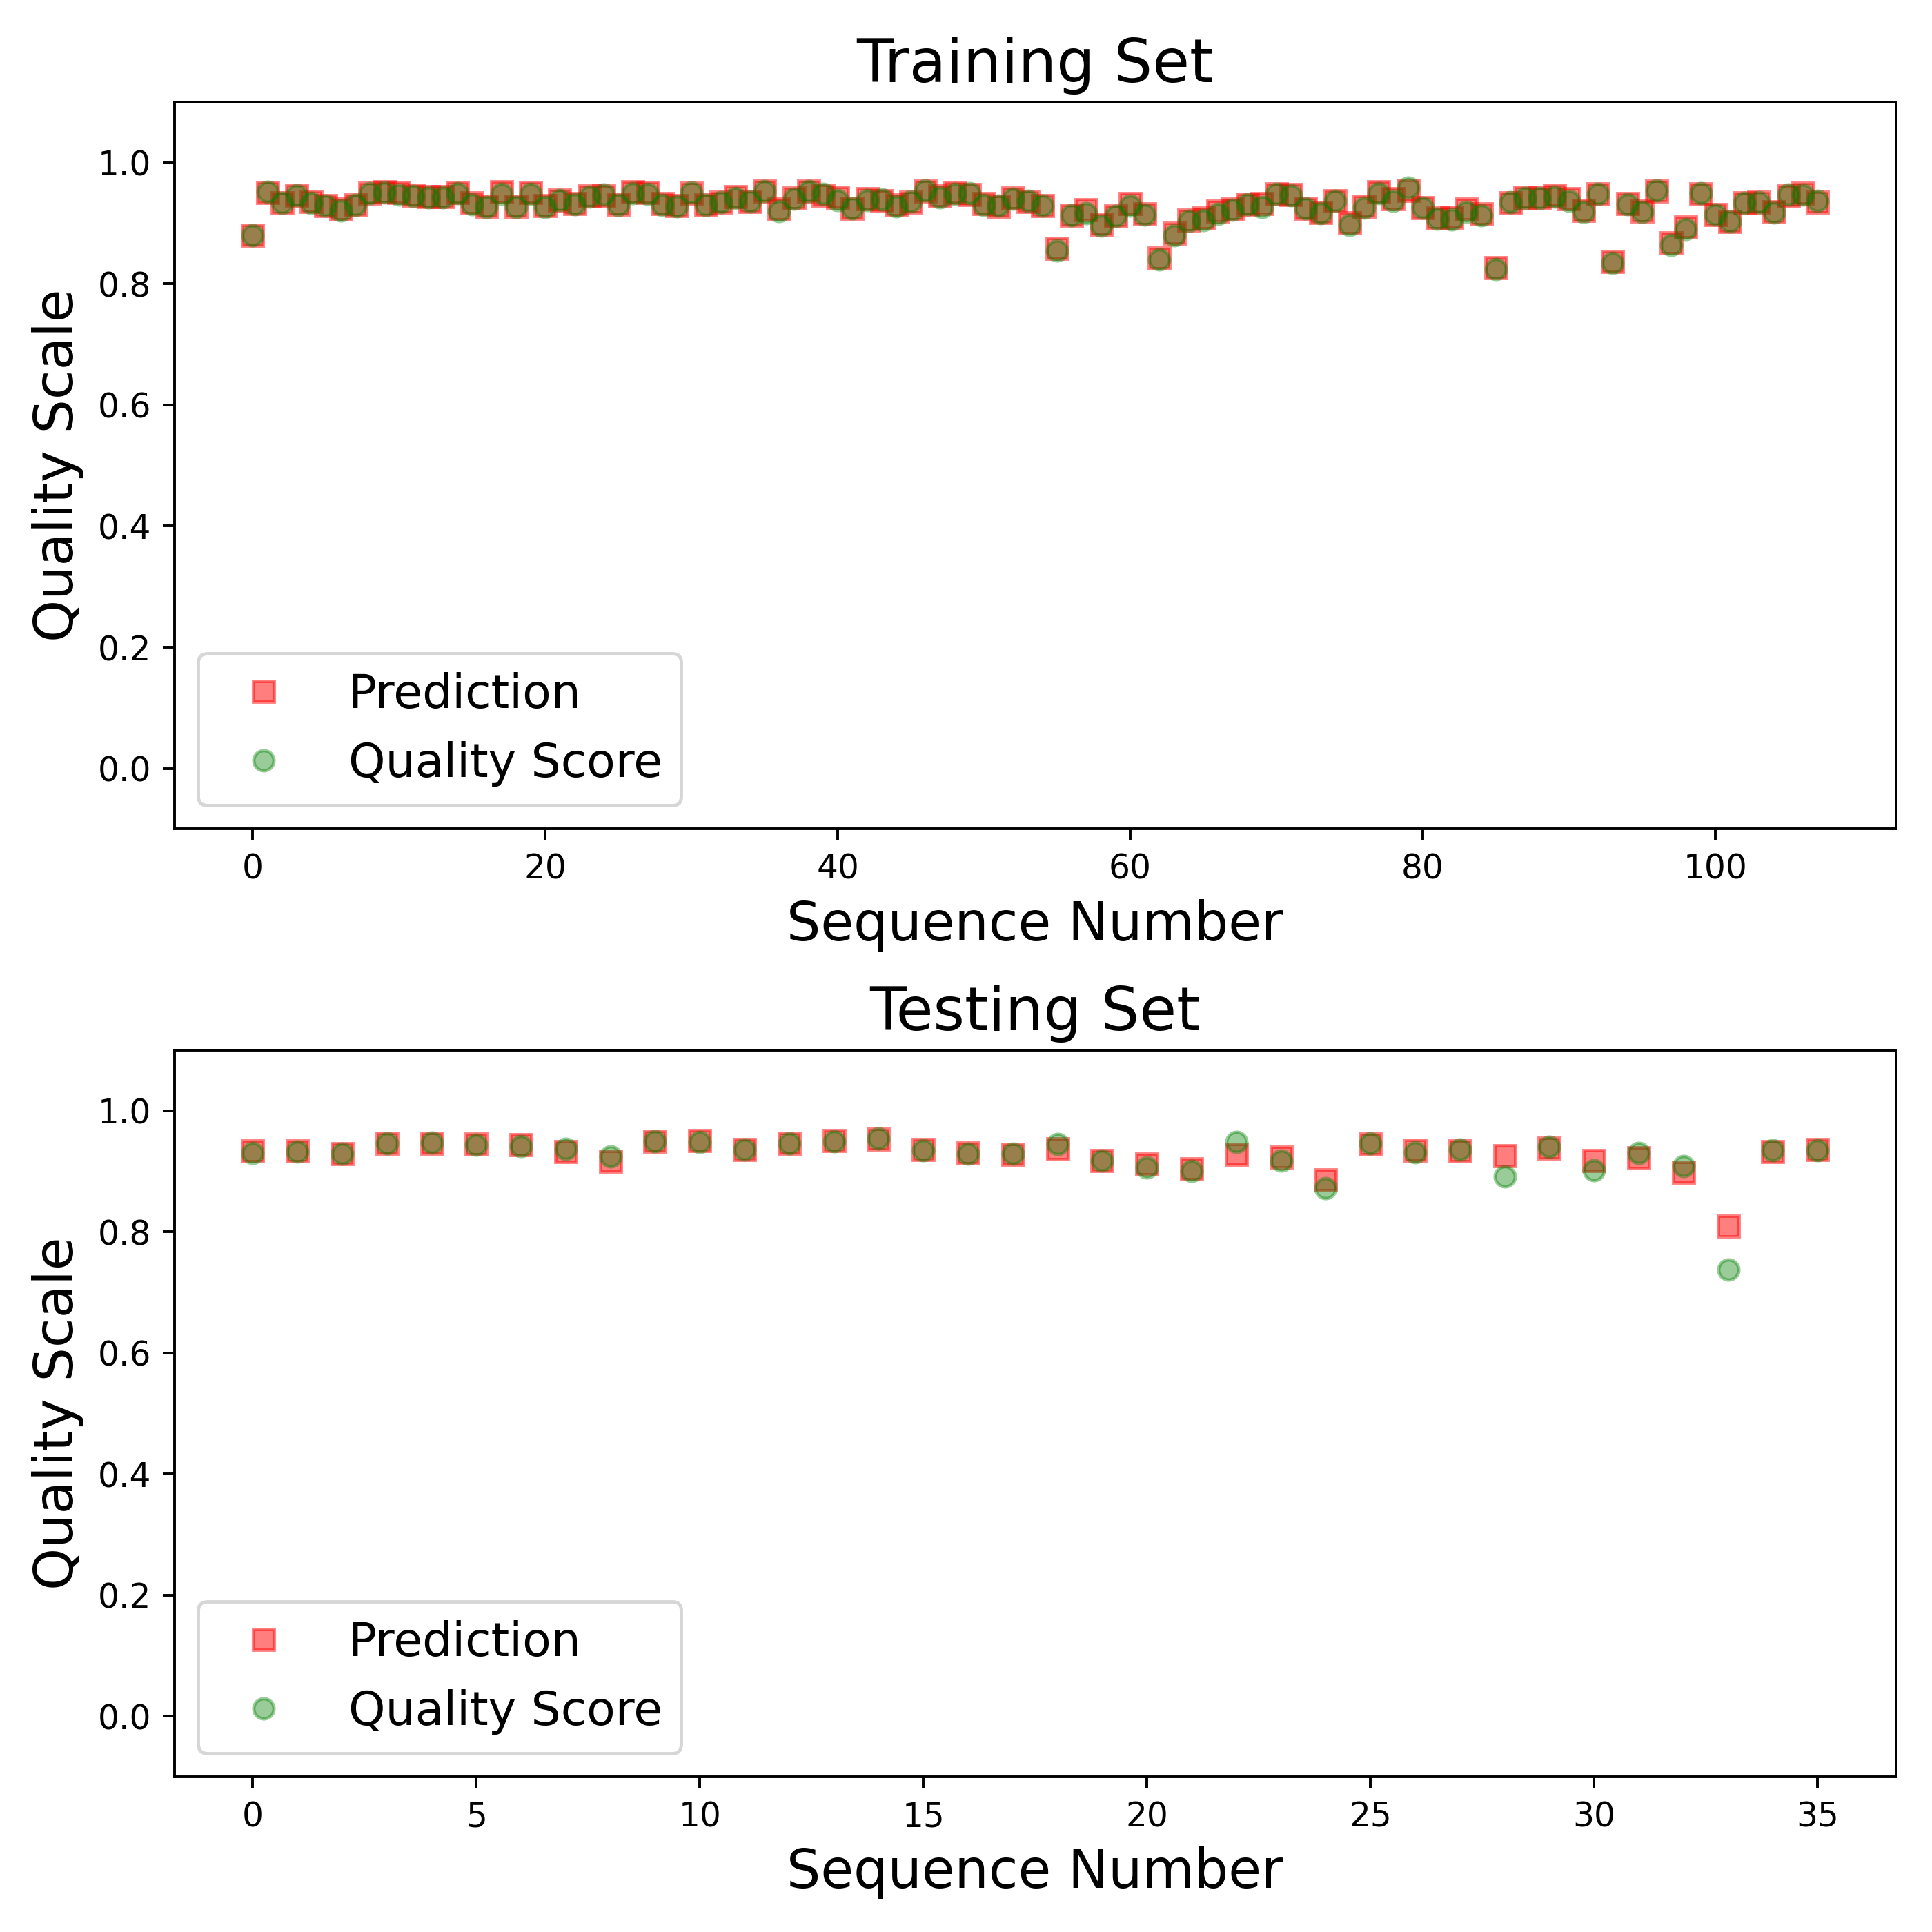 Training Set
Quality Scale
1.0
0.8
0.6
0.4
0.2
0.0
Prediction
Quality Score
0 20 40 60 80 100
Sequence Number
Testing Set
Quality Scale
1.0
0.8
0.6
0.4
0.2
0.0
Prediction
Quality Score
0 5 10 15 20 25 30 35
Sequence Number